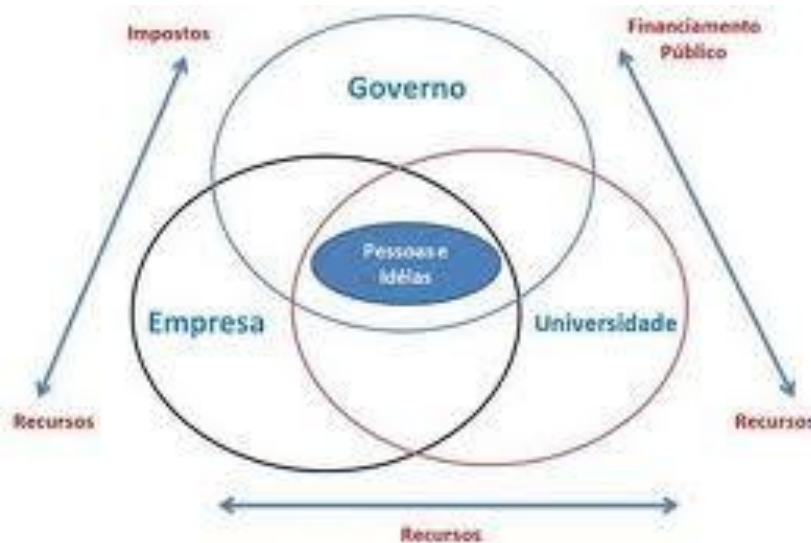 Impostos
Financiamento
Público
Governo
Pessoas e
Idéias
Empresa
Universidade
Recursos
Recursos
Recursos